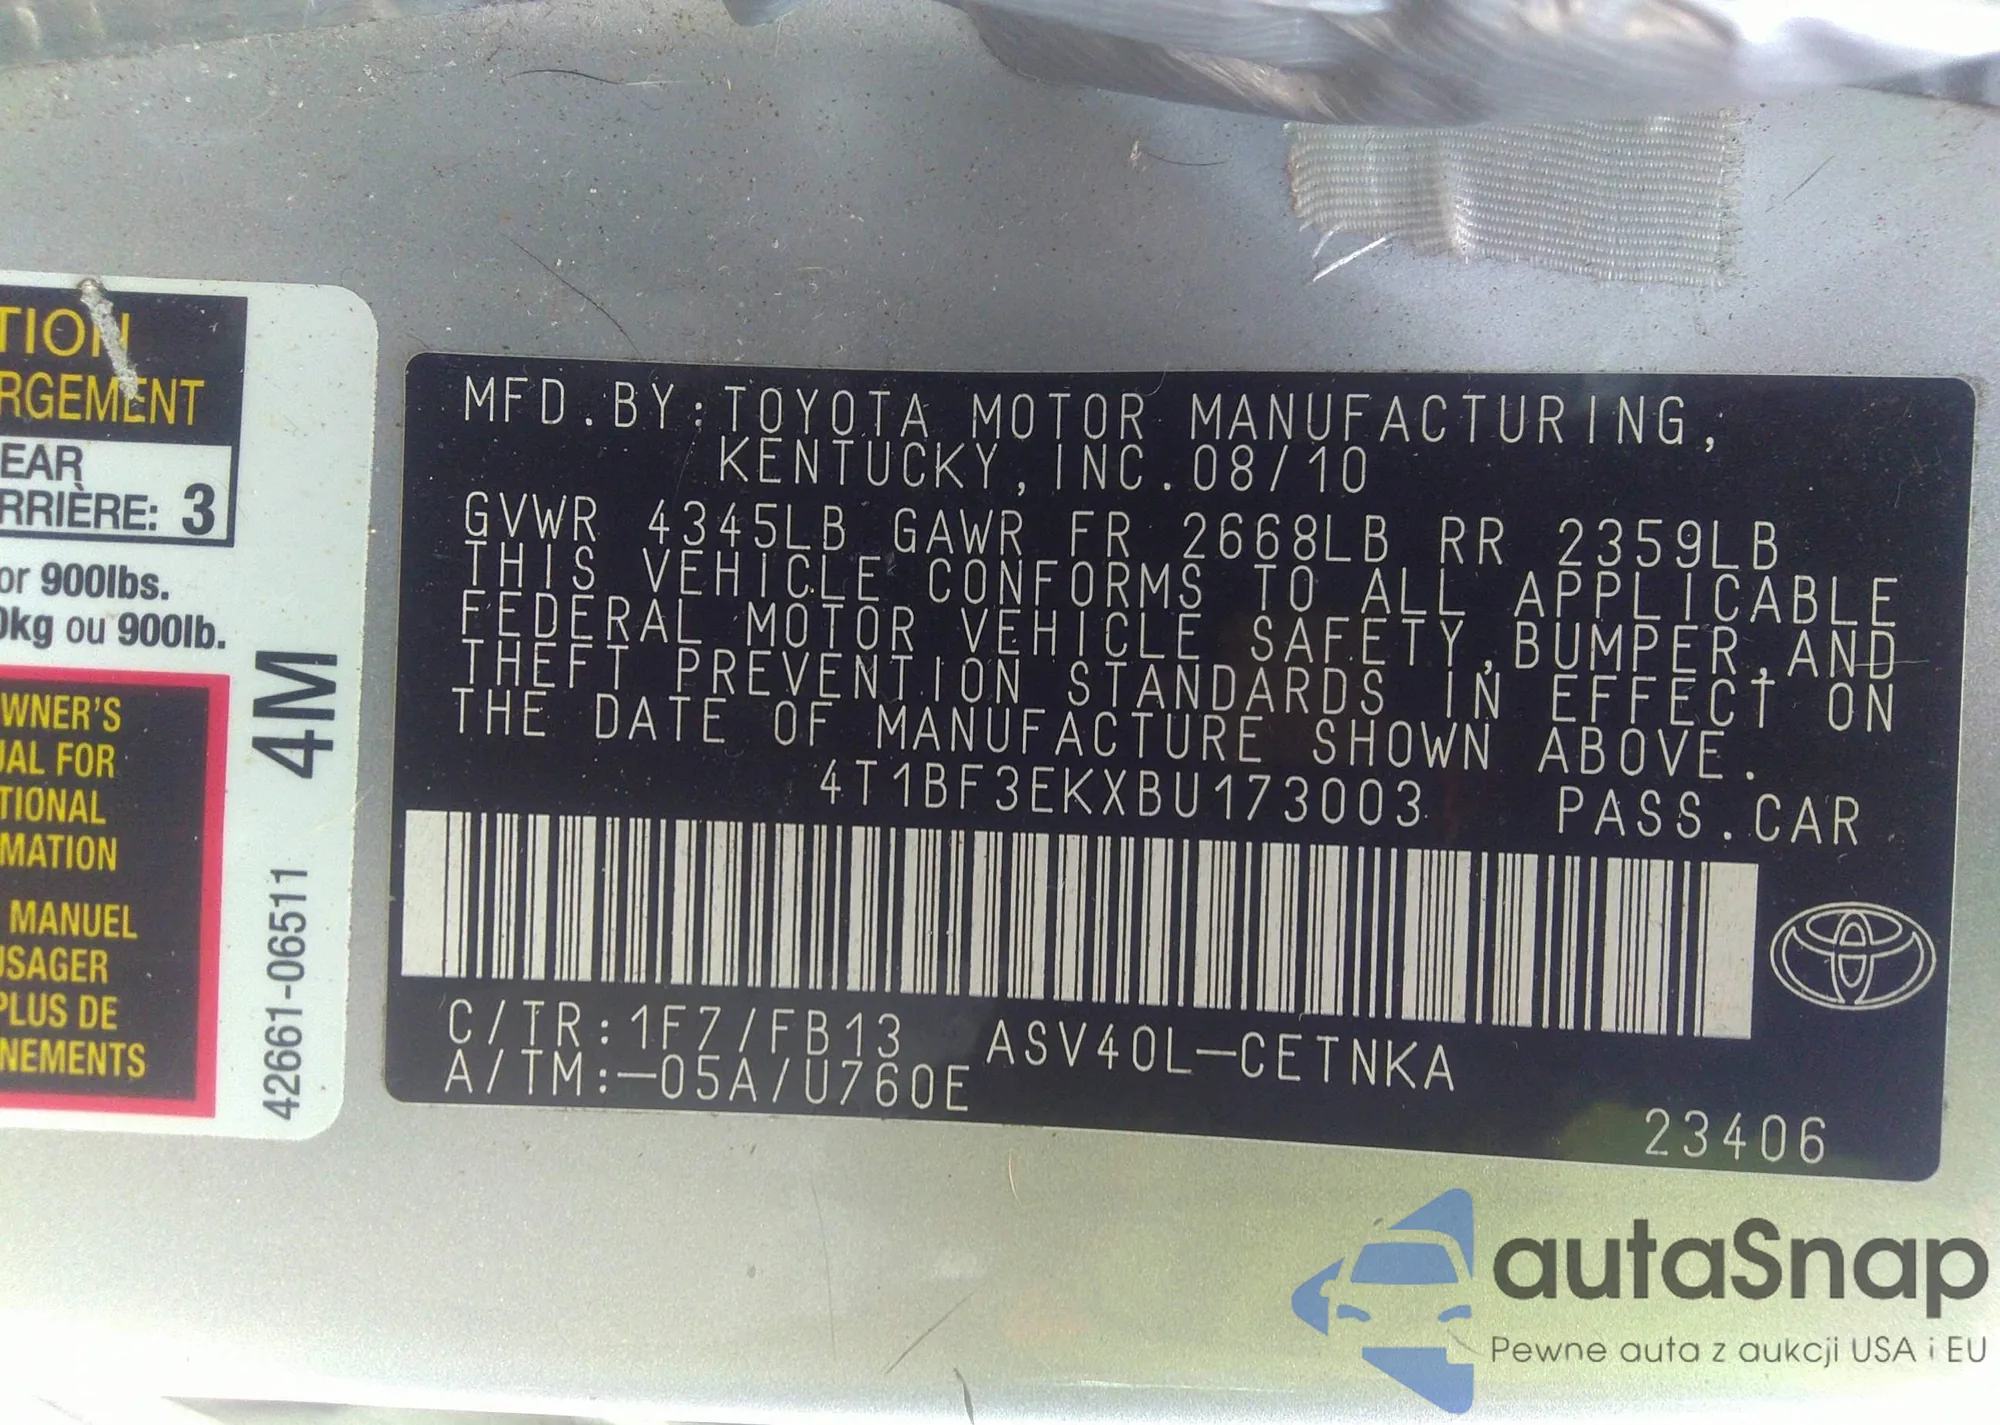 TION
RGEMENT
EAR
RRIÈRE: 3
or 900lbs.
0kg ou 900lb.
WNER'S
UAL FOR
TIONAL
MATION
MANUEL
USAGER
PLUS DE
NEMENTS
4M
42661-06511
MFD.BY:TOYOTA MOTOR MANUFACTURING,
KENTUCKY,INC.08/10
GVWR 4345LB GAWR FR 2668LB RR 2359LB
THIS VEHICLE CONFORMS TO ALL APPLICABLE
FEDERAL MOTOR VEHICLE SAFETY,BUMPER,AND
THEFT PREVENTION STANDARDS IN EFFECT ON
THE DATE OF MANUFACTURE SHOWN ABOVE.
4T1BF3EKXBU173003 PASS.CAR
C/TR:1F7/FB13 ASV40L-CETNKA
A/TM:-05A/U760E
23406
autaSnap
Pewne auta z aukcji USA i EU